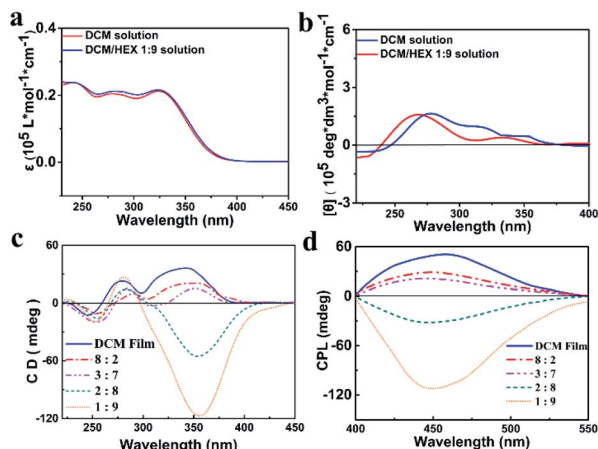 a
DCM solution
DCM/HEX 1:9 solution
ε (10⁵ L*mol⁻¹*cm⁻¹)
0.4
0.2
0.0
250 300 350 400 450
Wavelength (nm)
b
DCM solution
DCM/HEX 1:9 solution
[θ] (10⁵ deg*dm³*mol⁻¹*cm⁻¹)
6
3
0
-3
250 300 350 400
Wavelength (nm)
c
C D ( mdeg)
60
0
-60
-120
DCM Film
8 : 2
3 : 7
2 : 8
1 : 9
250 300 350 400 450
Wavelength (nm)
d
CPL (mdeg)
60
0
-60
-120
DCM Film
8 : 2
3 : 7
2 : 8
1 : 9
400 450 500 550
Wavelength (nm)